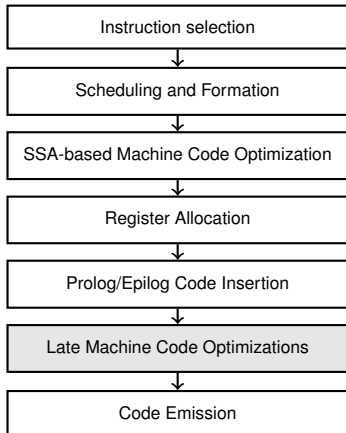 Instruction selection
Scheduling and Formation
SSA-based Machine Code Optimization
Register Allocation
Prolog/Epilog Code Insertion
Late Machine Code Optimizations
Code Emission